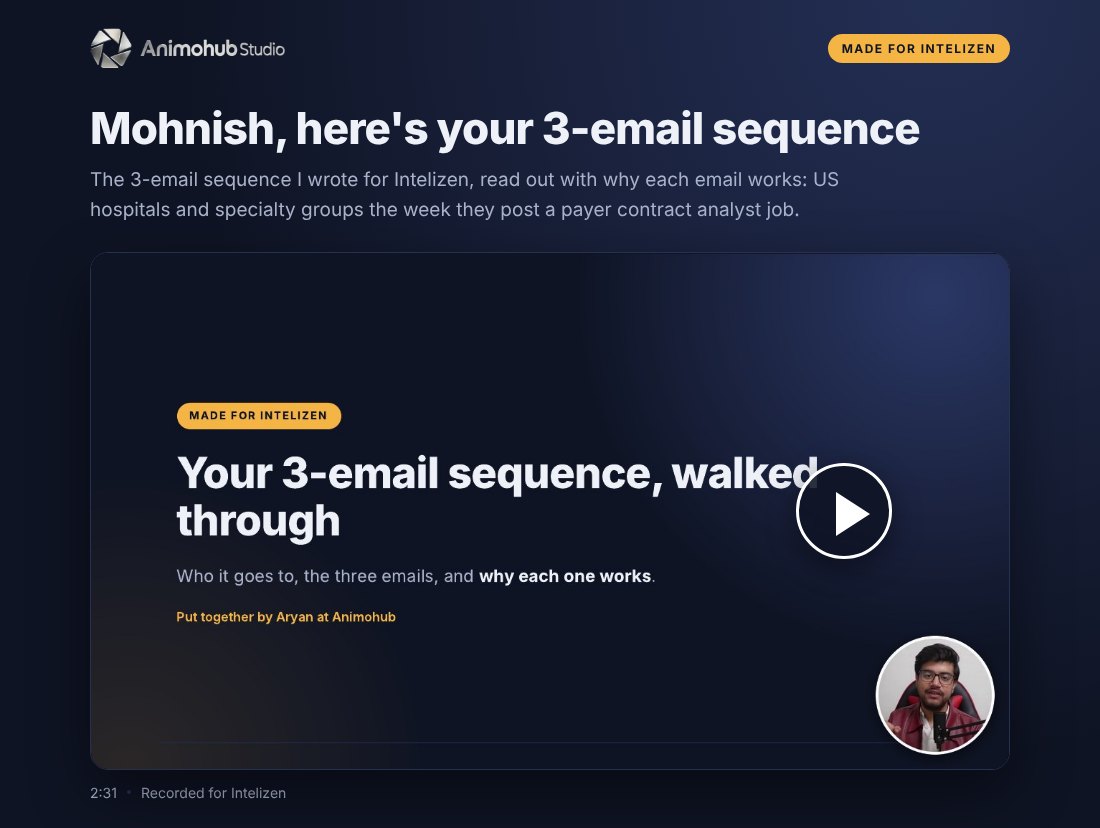 Animohub Studio
MADE FOR INTELIZEN
Mohnish, here's your 3-email sequence
The 3-email sequence I wrote for Intelizen, read out with why each email works: US
hospitals and specialty groups the week they post a payer contract analyst job.
MADE FOR INTELIZEN
Your 3-email sequence, walked
through
Who it goes to, the three emails, and why each one works.
Put together by Aryan at Animohub
2:31 • Recorded for Intelizen